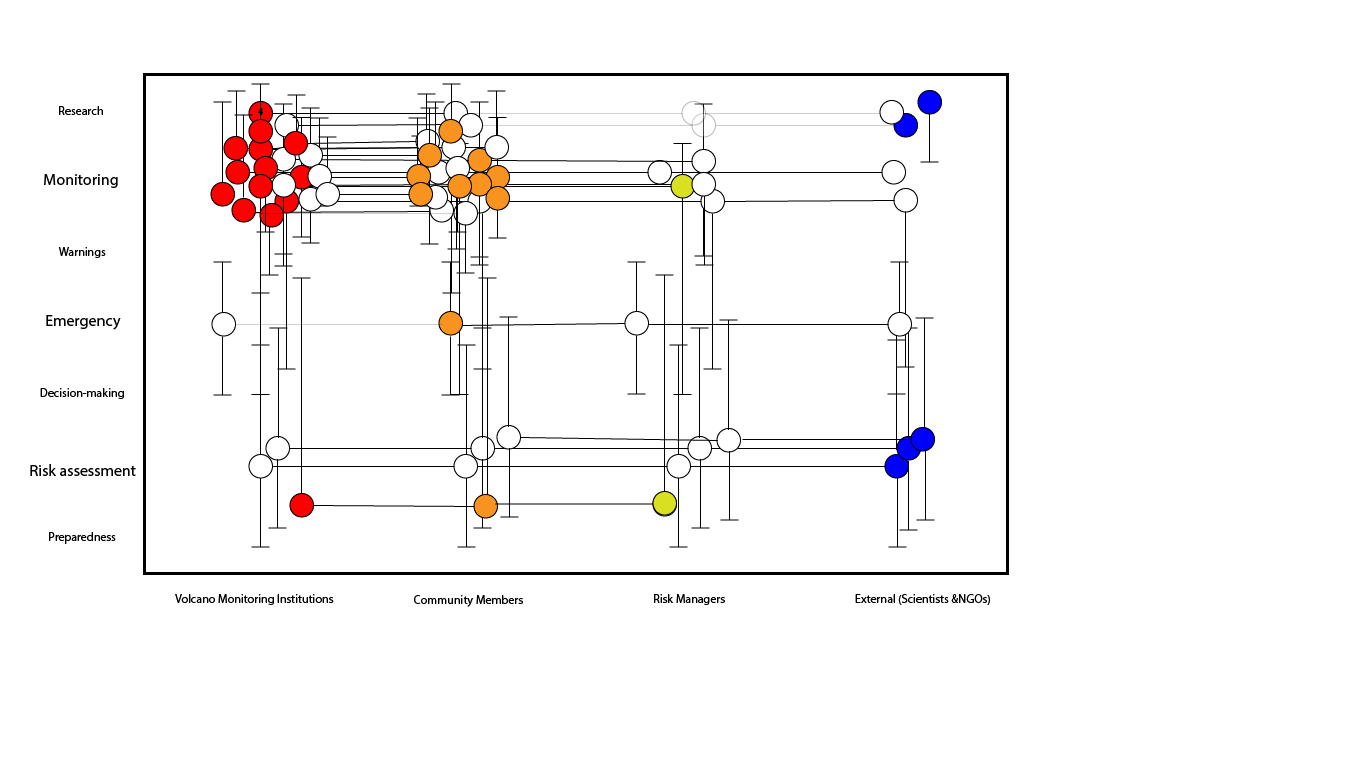 Research
Monitoring
Warnings
Emergency
Decision-making
Risk assessment
Preparedness
Volcano Monitoring Institutions
Community Members
Risk Managers
External (Scientists &NGOs)